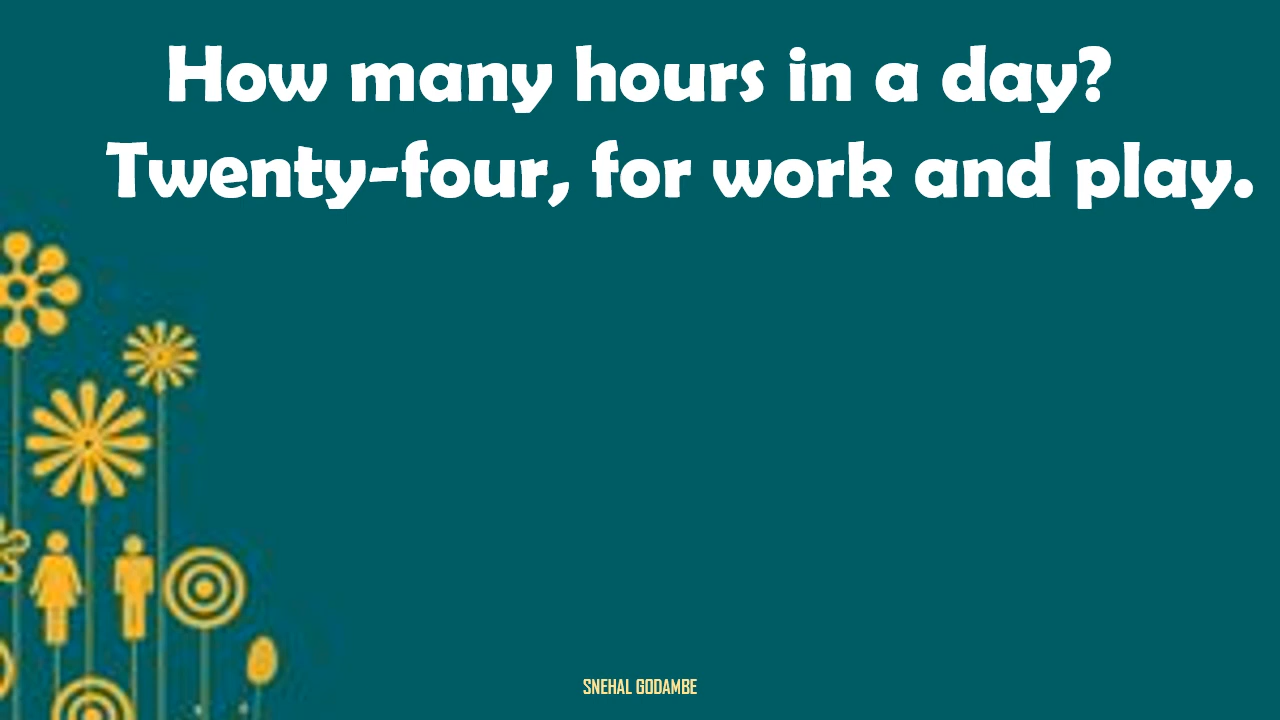 How many hours in a day?
Twenty-four, for work and play.
SNEHAL GODAMBE